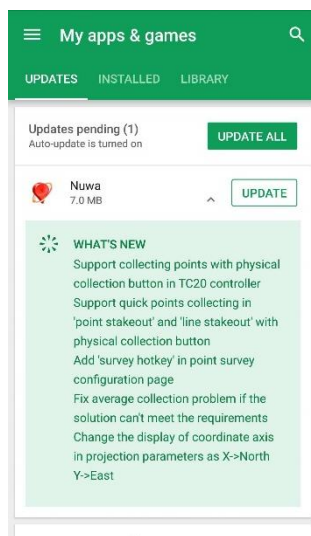 My apps & games
UPDATES INSTALLED LIBRARY
Updates pending (1)
Auto-update is turned on
UPDATE ALL
Nuwa
7.0 MB
UPDATE
WHAT'S NEW
Support collecting points with physical
collection button in TC20 controller
Support quick points collecting in
'point stakeout' and 'line stakeout' with
physical collection button
Add 'survey hotkey' in point survey
configuration page
Fix average collection problem if the
solution can't meet the requirements
Change the display of coordinate axis
in projection parameters as X->North
Y->East